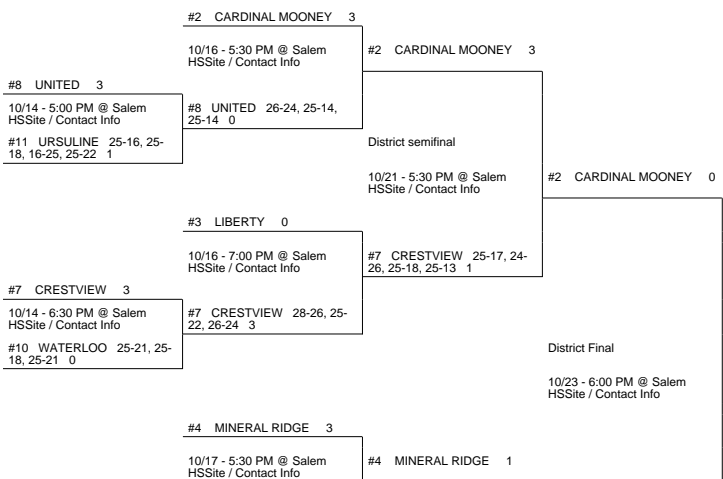 #2 CARDINAL MOONEY 3
10/16 - 5:30 PM @ Salem
HSSite / Contact Info
#2 CARDINAL MOONEY 3
#8 UNITED 3
10/14 - 5:00 PM @ Salem
HSSite / Contact Info
#8 UNITED 26-24, 25-14,
25-14 0
#11 URSULINE 25-16, 25-
18, 16-25, 25-22 1
District semifinal
10/21 - 5:30 PM @ Salem
HSSite / Contact Info
#2 CARDINAL MOONEY 0
#3 LIBERTY 0
10/16 - 7:00 PM @ Salem
HSSite / Contact Info
#7 CRESTVIEW 25-17, 24-
26, 25-18, 25-13 1
#7 CRESTVIEW 3
10/14 - 6:30 PM @ Salem
HSSite / Contact Info
#7 CRESTVIEW 28-26, 25-
22, 26-24 3
#10 WATERLOO 25-21, 25-
18, 25-21 0
District Final
10/23 - 6:00 PM @ Salem
HSSite / Contact Info
#4 MINERAL RIDGE 3
10/17 - 5:30 PM @ Salem
HSSite / Contact Info
#4 MINERAL RIDGE 1